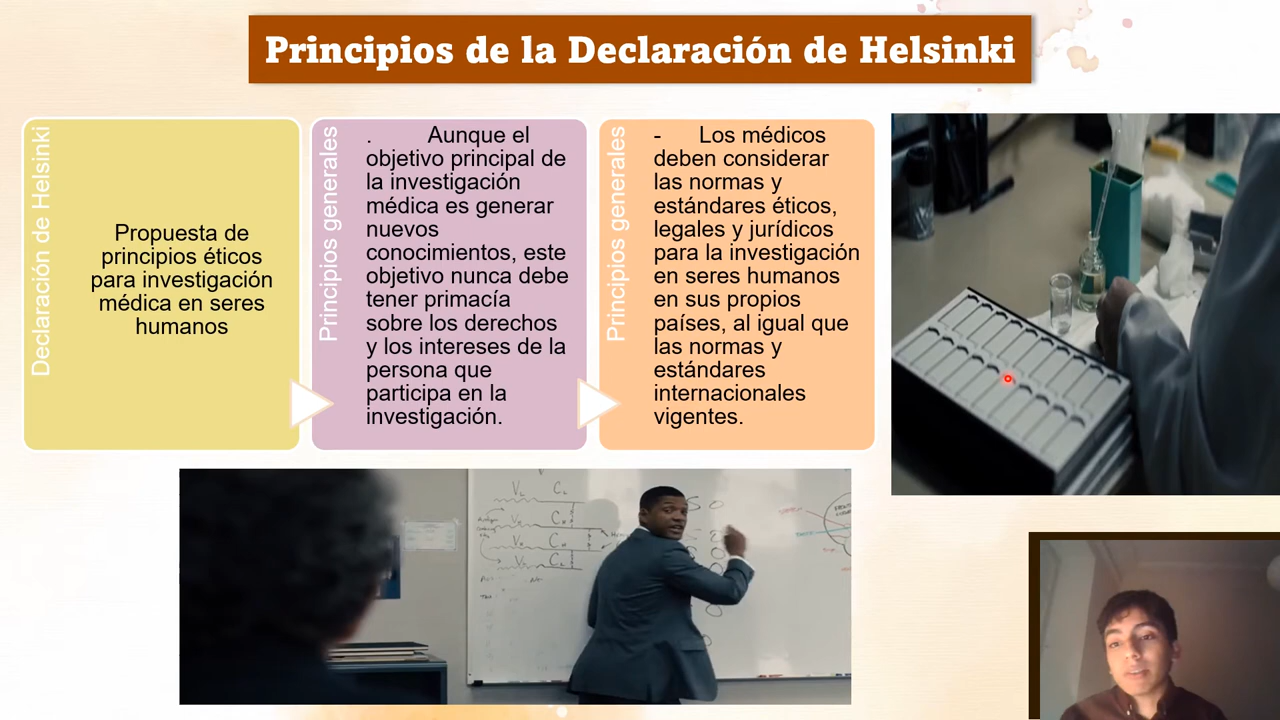 Principios de la Declaración de Helsinki
Declaración de Helsinki
Propuesta de
principios éticos
para investigación
médica en seres
humanos
Principios generales
. Aunque el
objetivo principal de
la investigación
médica es generar
nuevos
conocimientos, este
objetivo nunca debe
tener primacía
sobre los derechos
y los intereses de la
persona que
participa en la
investigación.
Principios generales
- Los médicos
deben considerar
las normas y
estándares éticos,
legales y jurídicos
para la investigación
en seres humanos
en sus propios
países, al igual que
las normas y
estándares
internacionales
vigentes.